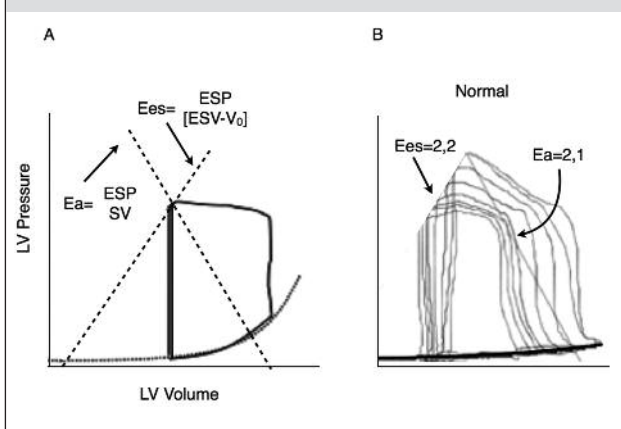 A
Ees=
ESP
[ESV-V₀]
Ea=
ESP
SV
LV Pressure
LV Volume
B
Normal
Ees=2,2
Ea=2,1